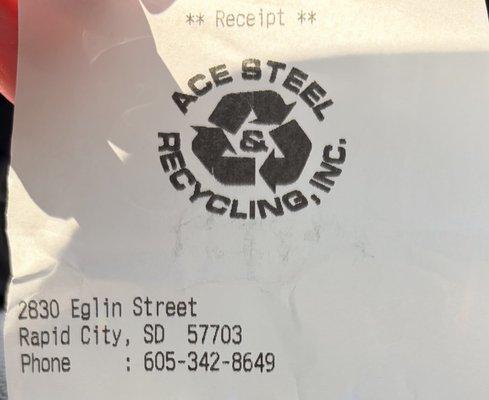 ** Receipt **
ACE STEEL
&
RECYCLING, INC.
2830 Eglin Street
Rapid City, SD 57703
Phone : 605-342-8649